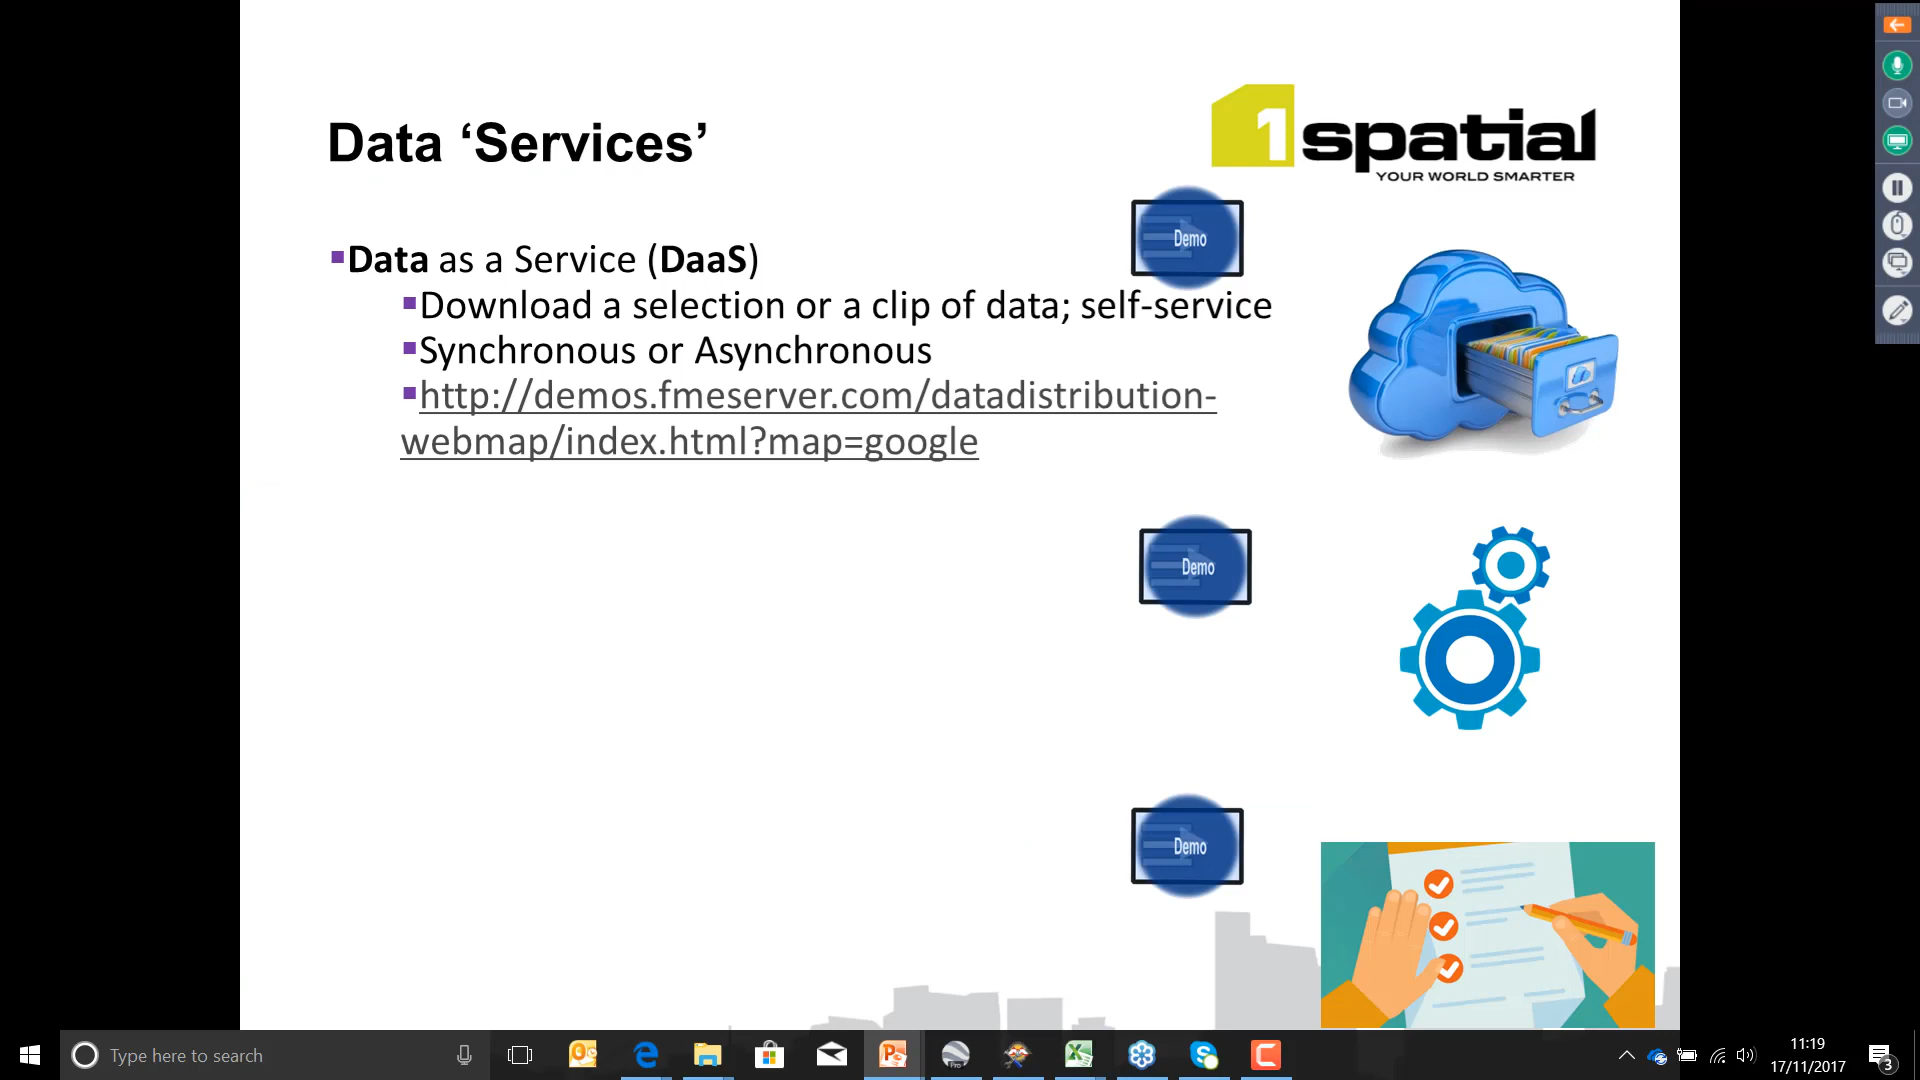 Data ‘Services’
1spatial
YOUR WORLD SMARTER
Demo
▪Data as a Service (DaaS)
▪Download a selection or a clip of data; self-service
▪Synchronous or Asynchronous
▪http://demos.fmeserver.com/datadistribution-
webmap/index.html?map=google
Demo
Demo
Type here to search
Pro
11:19
17/11/2017
3